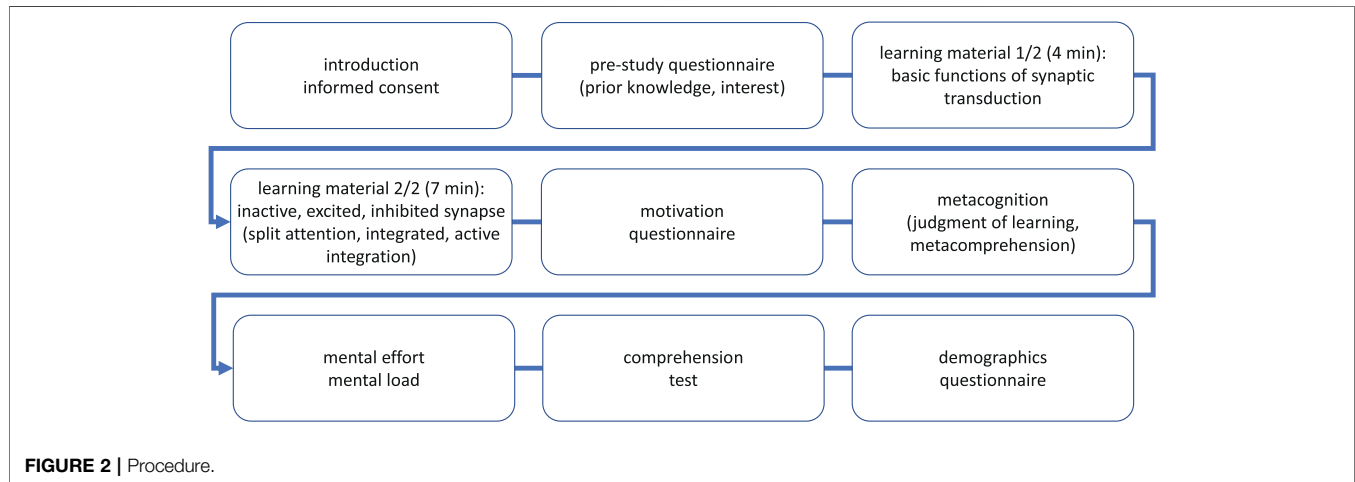 introduction
informed consent
pre-study questionnaire
(prior knowledge, interest)
learning material 1/2 (4 min):
basic functions of synaptic
transduction
learning material 2/2 (7 min):
inactive, excited, inhibited synapse
(split attention, integrated, active
integration)
motivation
questionnaire
metacognition
(judgment of learning,
metacomprehension)
mental effort
mental load
comprehension
test
demographics
questionnaire
FIGURE 2 | Procedure.